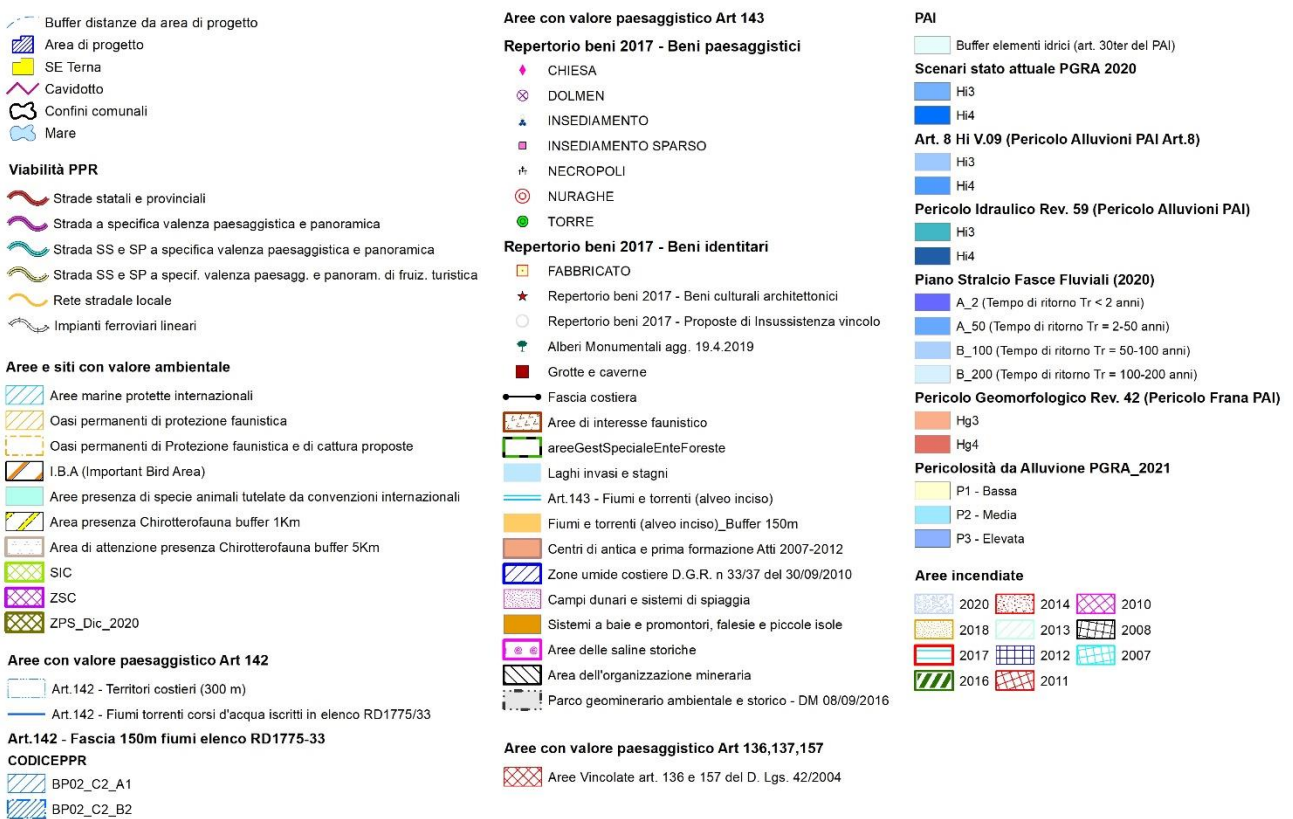 Buffer distanze da area di progetto
Area di progetto
SE Terna
Cavidotto
Confini comunali
Mare
Viabilità PPR
Strade statali e provinciali
Strada a specifica valenza paesaggistica e panoramica
Strada SS e SP a specifica valenza paesaggistica e panoramica
Strada SS e SP a specif. valenza paesagg. e panoram. di fruiz. turistica
Rete stradale locale
Impianti ferroviari lineari
Aree e siti con valore ambientale
Aree marine protette internazionali
Oasi permanenti di protezione faunistica
Oasi permanenti di Protezione faunistica e di cattura proposte
I.B.A (Important Bird Area)
Aree presenza di specie animali tutelate da convenzioni internazionali
Area presenza Chirotterofauna buffer 1Km
Area di attenzione presenza Chirotterofauna buffer 5Km
SIC
ZSC
ZPS_Dic_2020
Aree con valore paesaggistico Art 142
Art.142 - Territori costieri (300 m)
Art.142 - Fiumi torrenti corsi d'acqua iscritti in elenco RD1775/33
Art.142 - Fascia 150m fiumi elenco RD1775-33
CODICEPPR
BP02_C2_A1
BP02_C2_B2
Aree con valore paesaggistico Art 143
Repertorio beni 2017 - Beni paesaggistici
CHIESA
DOLMEN
INSEDIAMENTO
INSEDIAMENTO SPARSO
NECROPOLI
NURAGHE
TORRE
Repertorio beni 2017 - Beni identitari
FABBRICATO
Repertorio beni 2017 - Beni culturali architettonici
Repertorio beni 2017 - Proposte di Insussistenza vincolo
Alberi Monumentali agg. 19.4.2019
Grotte e caverne
Fascia costiera
Aree di interesse faunistico
areeGestSpecialeEnteForeste
Laghi invasi e stagni
Art.143 - Fiumi e torrenti (alveo inciso)
Fiumi e torrenti (alveo inciso)_Buffer 150m
Centri di antica e prima formazione Atti 2007-2012
Zone umide costiere D.G.R. n 33/37 del 30/09/2010
Campi dunari e sistemi di spiaggia
Sistemi a baie e promontori, falesie e piccole isole
Aree delle saline storiche
Area dell'organizzazione mineraria
Parco geominerario ambientale e storico - DM 08/09/2016
Aree con valore paesaggistico Art 136,137,157
Aree Vincolate art. 136 e 157 del D. Lgs. 42/2004
PAI
Buffer elementi idrici (art. 30ter del PAI)
Scenari stato attuale PGRA 2020
Hi3
Hi4
Art. 8 Hi V.09 (Pericolo Alluvioni PAI Art.8)
Hi3
Hi4
Pericolo Idraulico Rev. 59 (Pericolo Alluvioni PAI)
Hi3
Hi4
Piano Stralcio Fasce Fluviali (2020)
A_2 (Tempo di ritorno Tr < 2 anni)
A_50 (Tempo di ritorno Tr = 2-50 anni)
B_100 (Tempo di ritorno Tr = 50-100 anni)
B_200 (Tempo di ritorno Tr = 100-200 anni)
Pericolo Geomorfologico Rev. 42 (Pericolo Frana PAI)
Hg3
Hg4
Pericolosità da Alluvione PGRA_2021
P1 - Bassa
P2 - Media
P3 - Elevata
Aree incendiate
2020 2014 2010
2018 2013 2008
2017 2012 2007
2016 2011